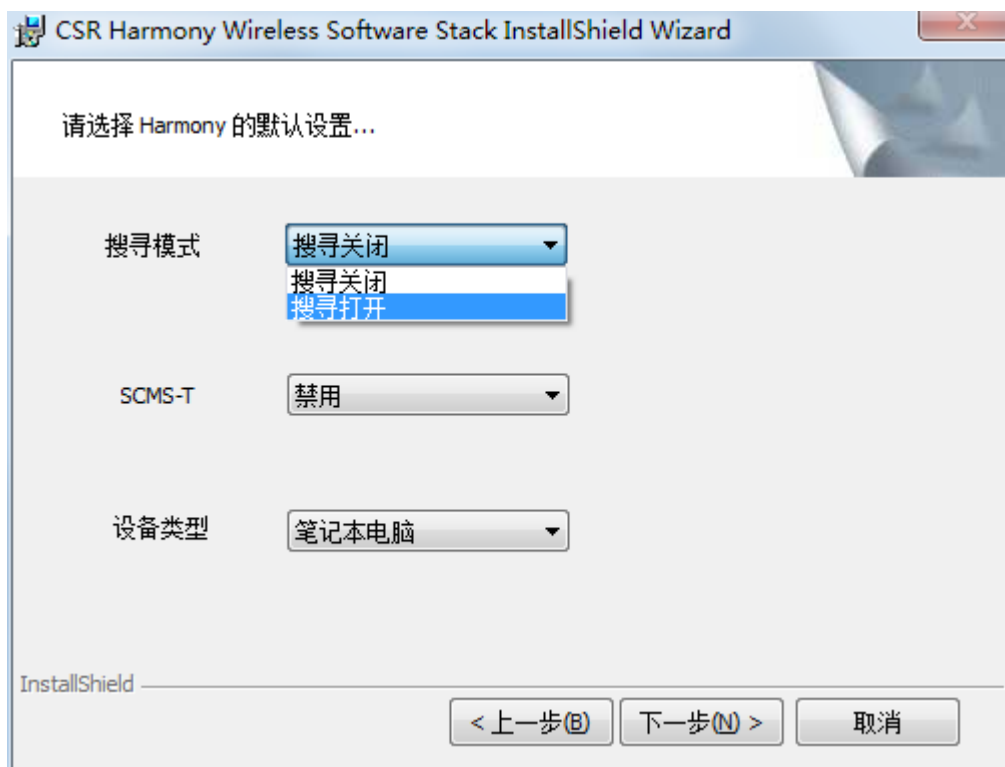 CSR Harmony Wireless Software Stack InstallShield Wizard
请选择 Harmony 的默认设置...
搜寻模式 搜寻关闭
搜寻关闭
搜寻打开
SCMS-T 禁用
设备类型 笔记本电脑
InstallShield
< 上一步(B) 下一步(N) > 取消